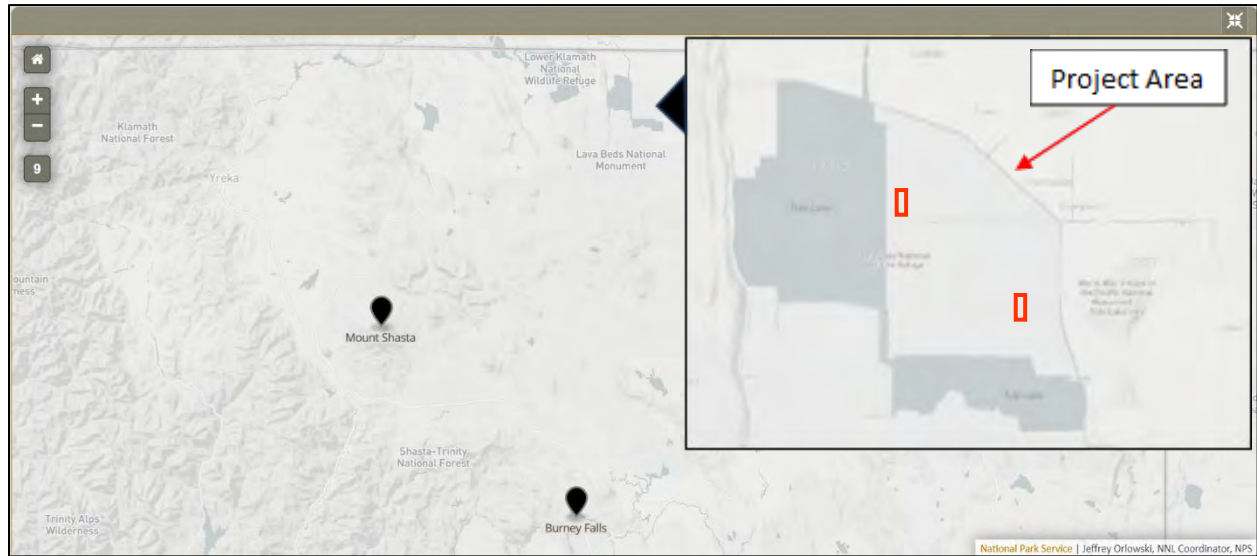 Lower Klamath
National
Wildlife Refuge
Project Area
Klamath
National Forest
9
Lava Beds National
Monument
Yreka
Mount Shasta
Shasta-Trinity
National Forest
Burney Falls
Trinity Alps
Wilderness
National Park Service | Jeffrey Orlowski, NNL Coordinator, NPS